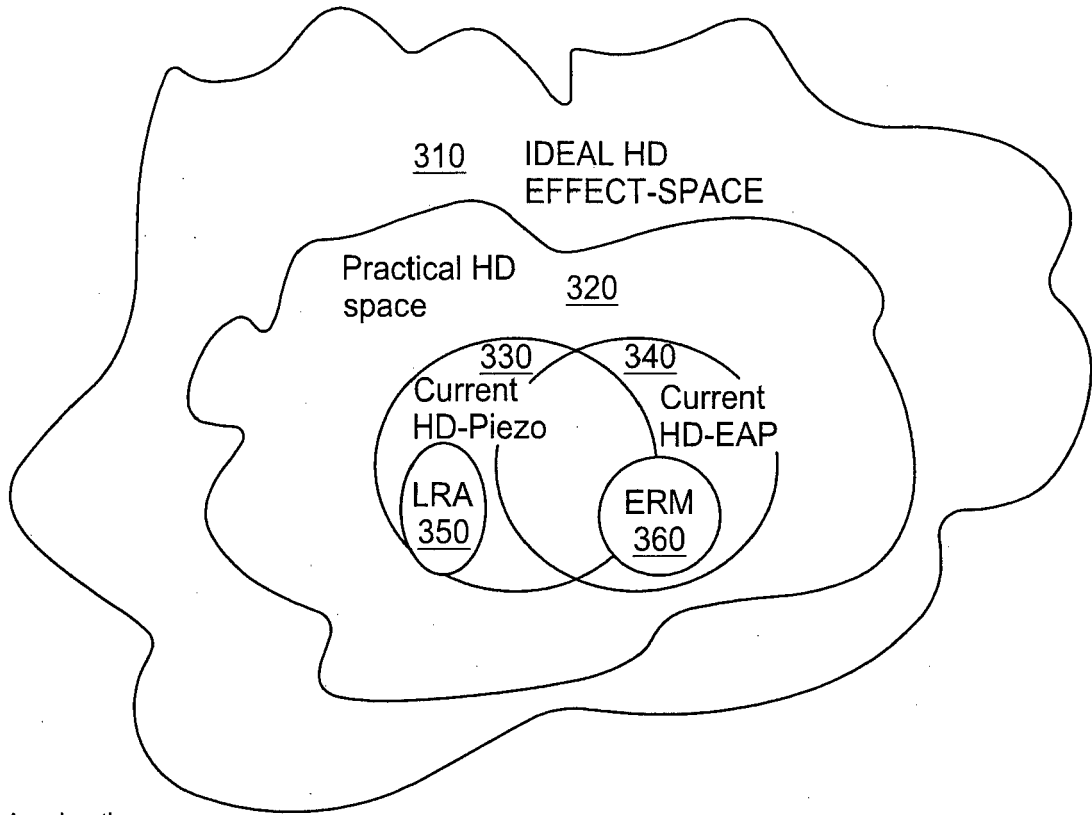 310
IDEAL HD
EFFECT-SPACE
Practical HD
space
320
330
340
Current
HD-Piezo
Current
HD-EAP
LRA
350
ERM
360